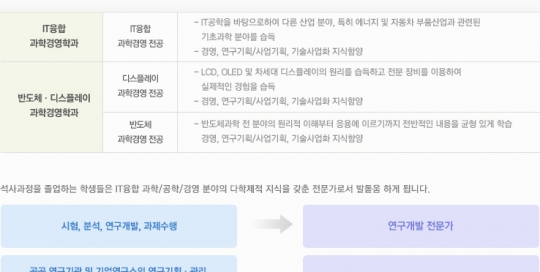 IT융합
과학경영학과
IT융합
과학경영 전공
– IT공학을 바탕으로하여 다른 산업 분야, 특히 에너지 및 자동차 부품산업과 관련된
기초과학 분야를 습득
– 경영, 연구기획/사업기획, 기술사업화 지식함양
반도체 · 디스플레이
과학경영학과
디스플레이
과학경영 전공
– LCD, OLED 및 차세대 디스플레이의 원리를 습득하고 전문 장비를 이용하여
실제적인 경험을 습득
– 경영, 연구기획/사업기획, 기술사업화 지식함양
반도체
과학경영 전공
– 반도체과학 전 분야의 원리적 이해부터 응용에 이르기까지 전반적인 내용을 균형 있게 학습
경영, 연구기획/사업기획, 기술사업화 지식함양
석사과정을 졸업하는 학생들은 IT융합 과학/공학/경영 분야의 다학제적 지식을 갖춘 전문가로서 발돋움 하게 됩니다.
시험, 분석, 연구개발, 과제수행
연구개발 전문가
공공 연구기관 및 기업연구소의 연구기획 · 관리